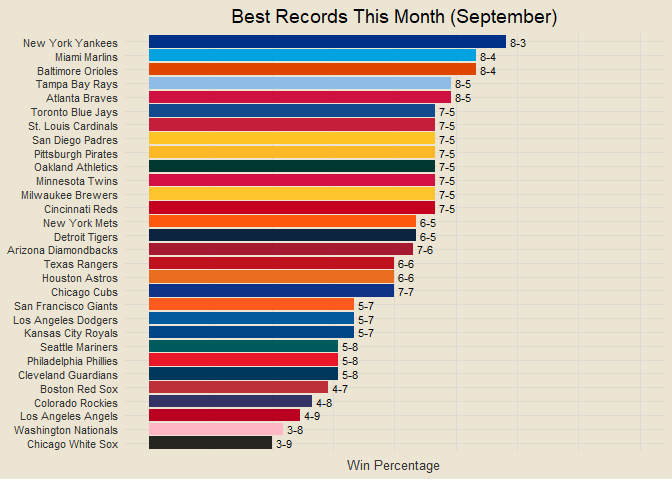 Best Records This Month (September)
New York Yankees 8-3
Miami Marlins 8-4
Baltimore Orioles 8-4
Tampa Bay Rays 8-5
Atlanta Braves 8-5
Toronto Blue Jays 7-5
St. Louis Cardinals 7-5
San Diego Padres 7-5
Pittsburgh Pirates 7-5
Oakland Athletics 7-5
Minnesota Twins 7-5
Milwaukee Brewers 7-5
Cincinnati Reds 7-5
New York Mets 6-5
Detroit Tigers 6-5
Arizona Diamondbacks 7-6
Texas Rangers 6-6
Houston Astros 6-6
Chicago Cubs 7-7
San Francisco Giants 5-7
Los Angeles Dodgers 5-7
Kansas City Royals 5-7
Seattle Mariners 5-8
Philadelphia Phillies 5-8
Cleveland Guardians 5-8
Boston Red Sox 4-7
Colorado Rockies 4-8
Los Angeles Angels 4-9
Washington Nationals 3-8
Chicago White Sox 3-9
Win Percentage